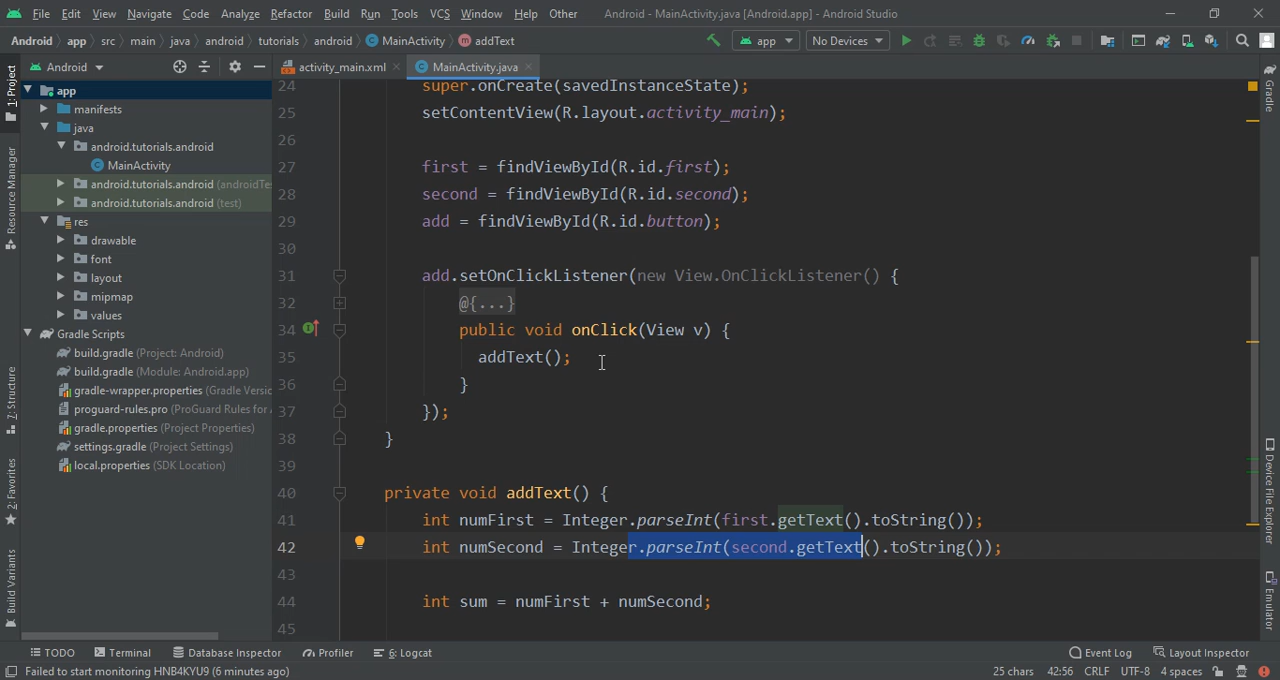 File Edit View Navigate Code Analyze Refactor Build Run Tools VCS Window Help Other Android - MainActivity.java [Android.app] - Android Studio
Android app src main java android tutorials android MainActivity addText app No Devices
1: Project
Resource Manager
7: Structure
2: Favorites
Build Variants
Android
app
manifests
java
android.tutorials.android
MainActivity
android.tutorials.android (androidTes
android.tutorials.android (test)
res
drawable
font
layout
mipmap
values
Gradle Scripts
build.gradle (Project: Android)
build.gradle (Module: Android.app)
gradle-wrapper.properties (Gradle Versio
proguard-rules.pro (ProGuard Rules for A
gradle.properties (Project Properties)
settings.gradle (Project Settings)
local.properties (SDK Location)
activity_main.xml MainActivity.java
24 super.onCreate(savedInstanceState);
25 setContentView(R.layout.activity_main);
26
27 first = findViewById(R.id.first);
28 second = findViewById(R.id.second);
29 add = findViewById(R.id.button);
30
31 add.setOnClickListener(new View.OnClickListener() {
32 @{...}
34 public void onClick(View v) {
35 addText();
36 }
37 });
38 }
39
40 private void addText() {
41 int numFirst = Integer.parseInt(first.getText().toString());
42 int numSecond = Integer.parseInt(second.getText().toString());
43
44 int sum = numFirst + numSecond;
45
Gradle
Device File Explorer
Emulator
TODO Terminal Database Inspector Profiler 6: Logcat Event Log Layout Inspector
Failed to start monitoring HNB4KYU9 (6 minutes ago) 25 chars 42:56 CRLF UTF-8 4 spaces